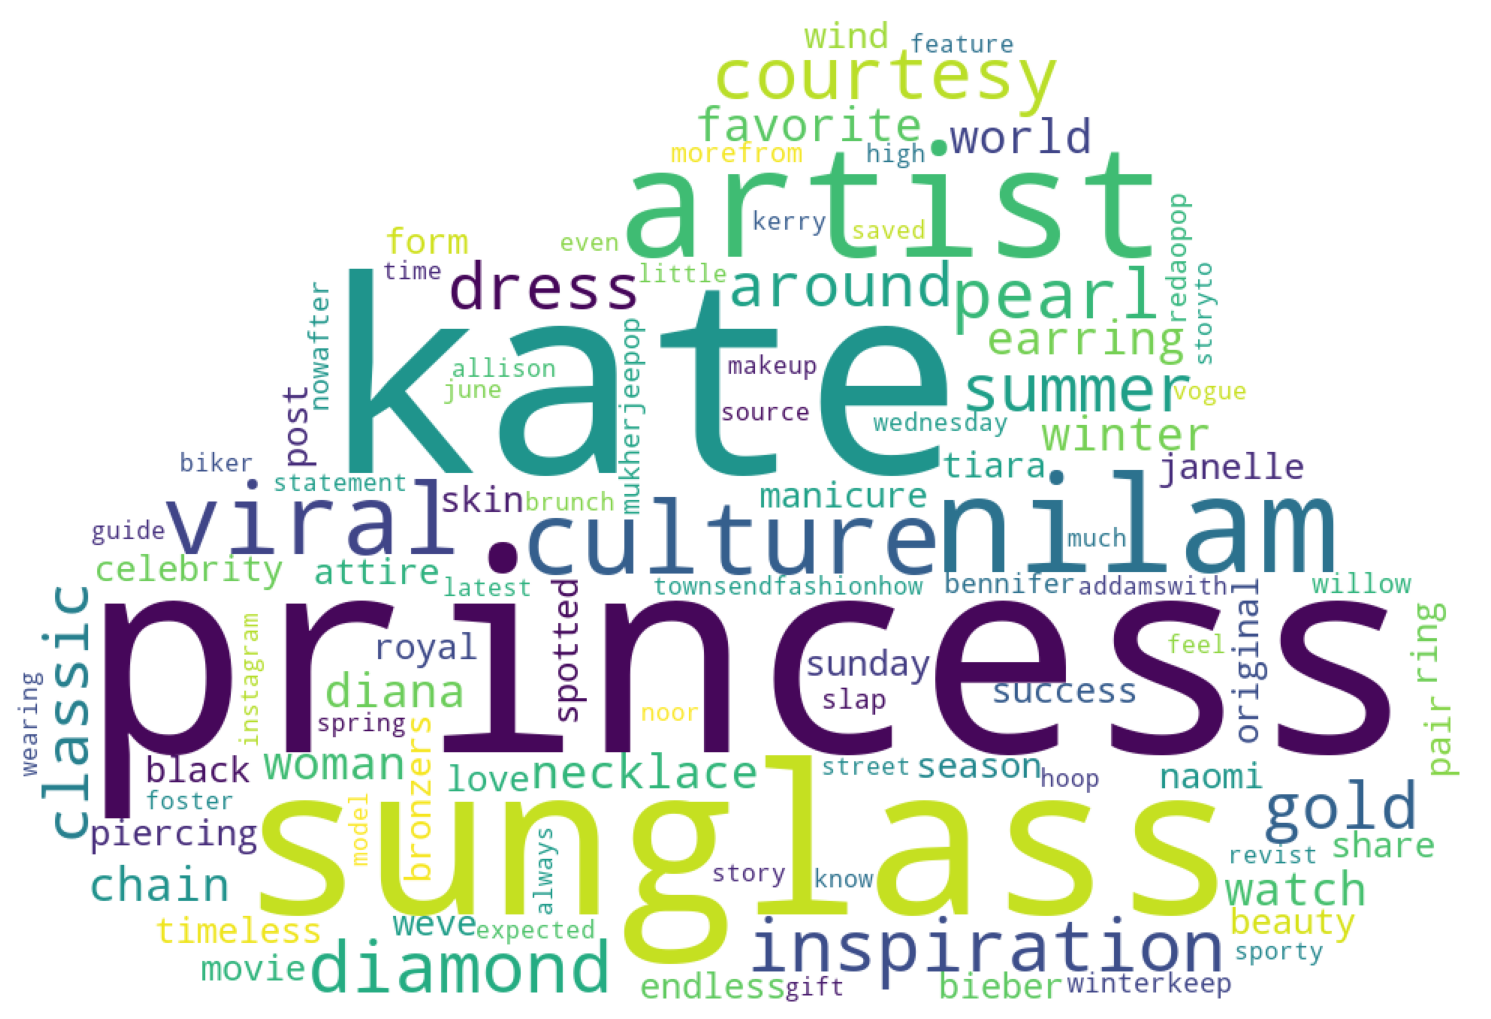 wind
feature
courtesy
favorite
world
morefrom
high
artist
kerry
saved
form
even
time
little
dress
around
pearl
redaopop
storyto
kate
earring
nowafter
allison
june
mukherjeepop
makeup
source
summer
vogue
wednesday
winter
post
biker
statement
skin
brunch
tiara
janelle
manicure
viral
culture
nilam
guide
much
celebrity
attire
latest
townsendfashionhow
bennifer
addamswith
willow
classic
princess
spotted
original
ring
royal
sunday
feel
instagram
wearing
diana
slap
success
spring
noor
pair
black
woman
bronzers
love
necklace
street
season
hoop
naomi
foster
sunglass
gold
piercing
model
always
revist
share
chain
story
know
watch
timeless
weve
expected
beauty
inspiration
sporty
movie
diamond
endless
gift
bieber
winterkeep